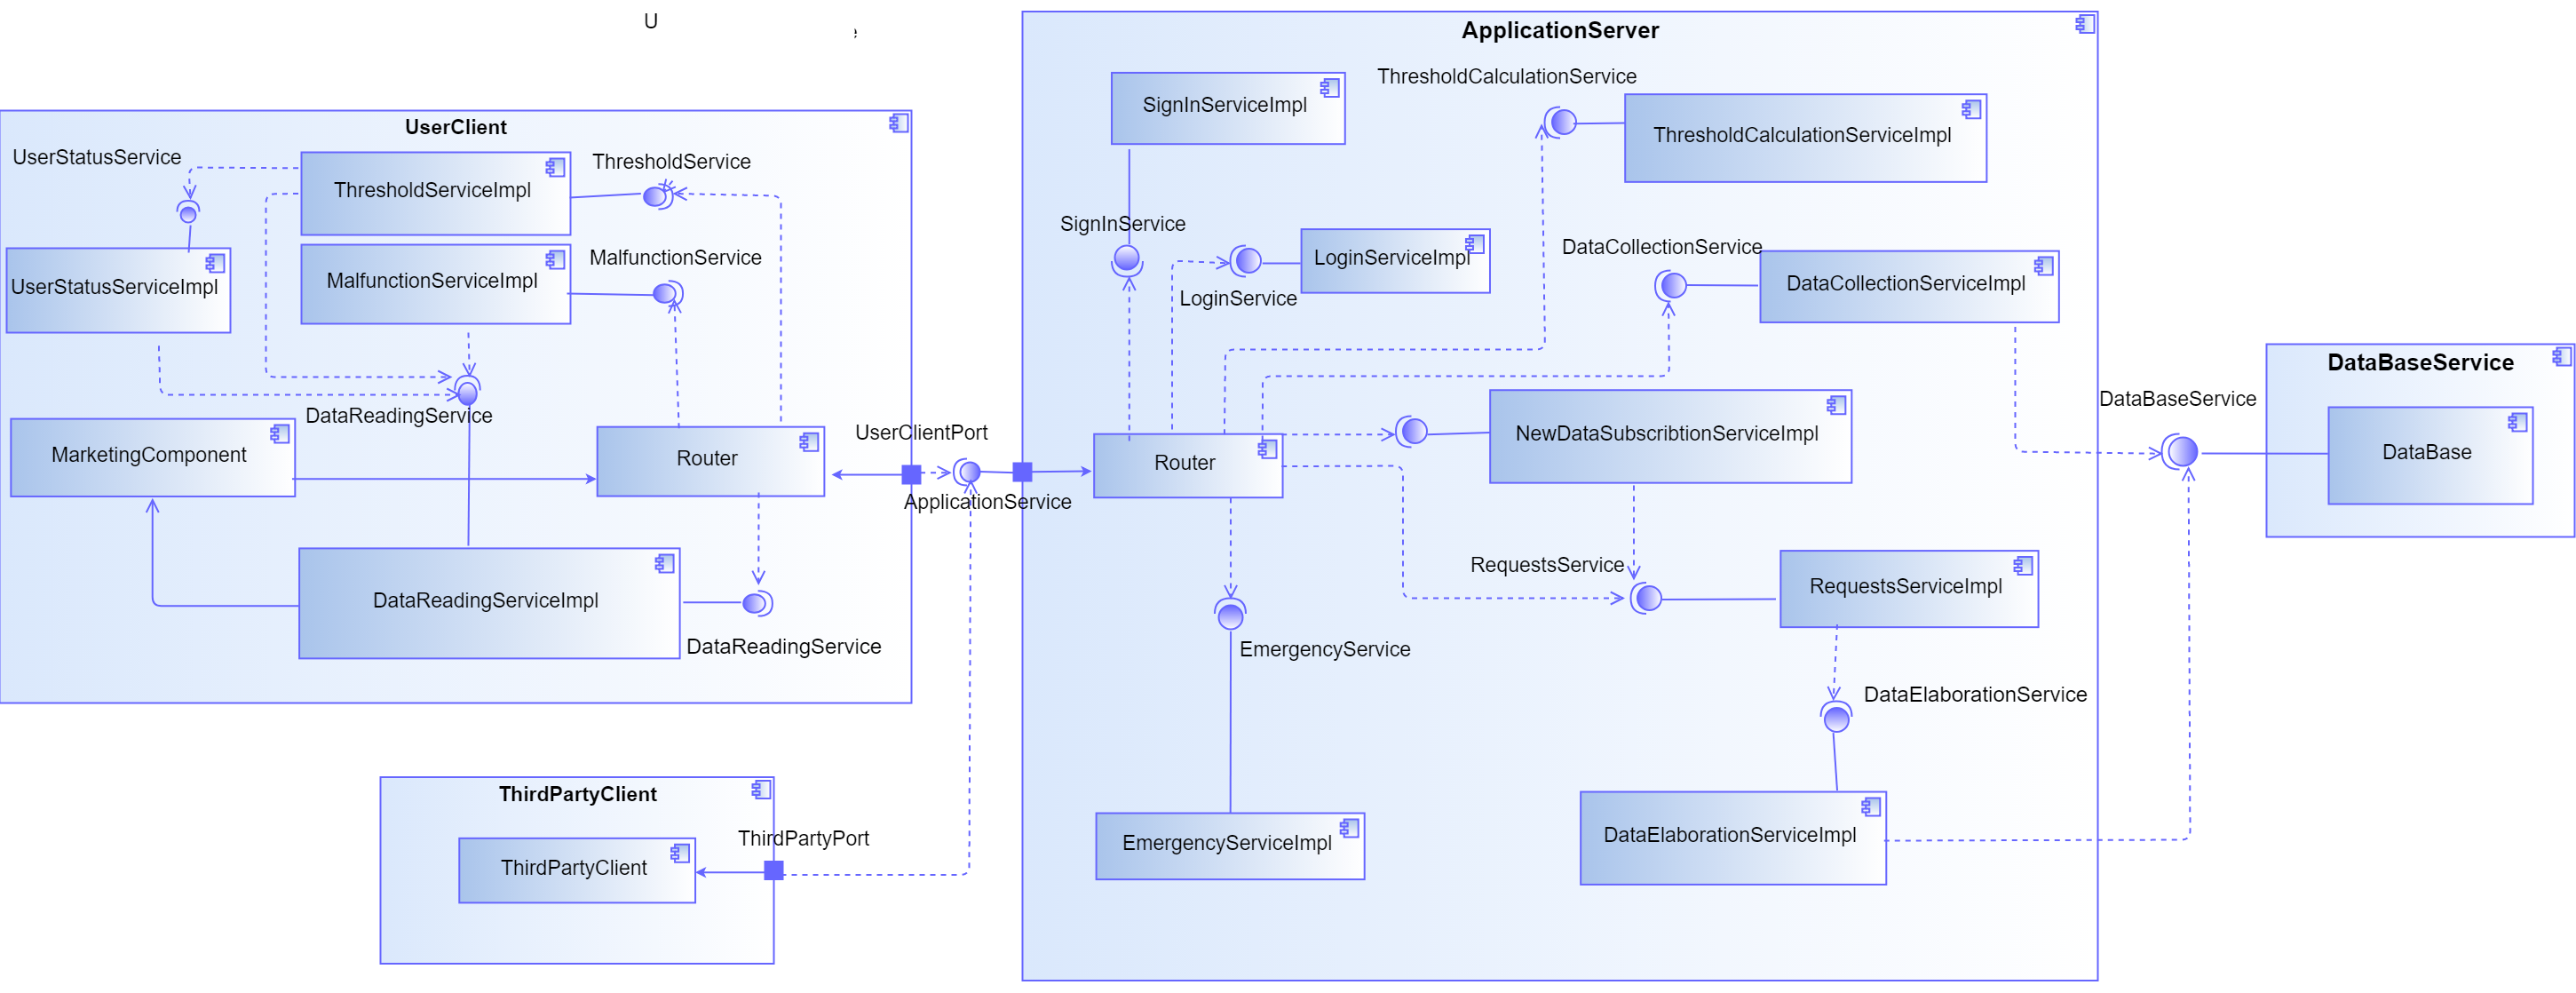 U
ApplicationServer
SignInServiceImpl
ThresholdCalculationService
ThresholdCalculationServiceImpl
UserClient
UserStatusService
ThresholdServiceImpl
ThresholdService
SignInService
MalfunctionServiceImpl
MalfunctionService
UserStatusServiceImpl
LoginServiceImpl
LoginService
DataCollectionService
DataCollectionServiceImpl
DataBaseService
DataBaseService
DataBase
DataReadingService
MarketingComponent
Router
UserClientPort
ApplicationService
Router
NewDataSubscribtionServiceImpl
RequestsService
RequestsServiceImpl
DataReadingServiceImpl
DataReadingService
EmergencyService
DataElaborationService
ThirdPartyClient
ThirdPartyPort
ThirdPartyClient
EmergencyServiceImpl
DataElaborationServiceImpl